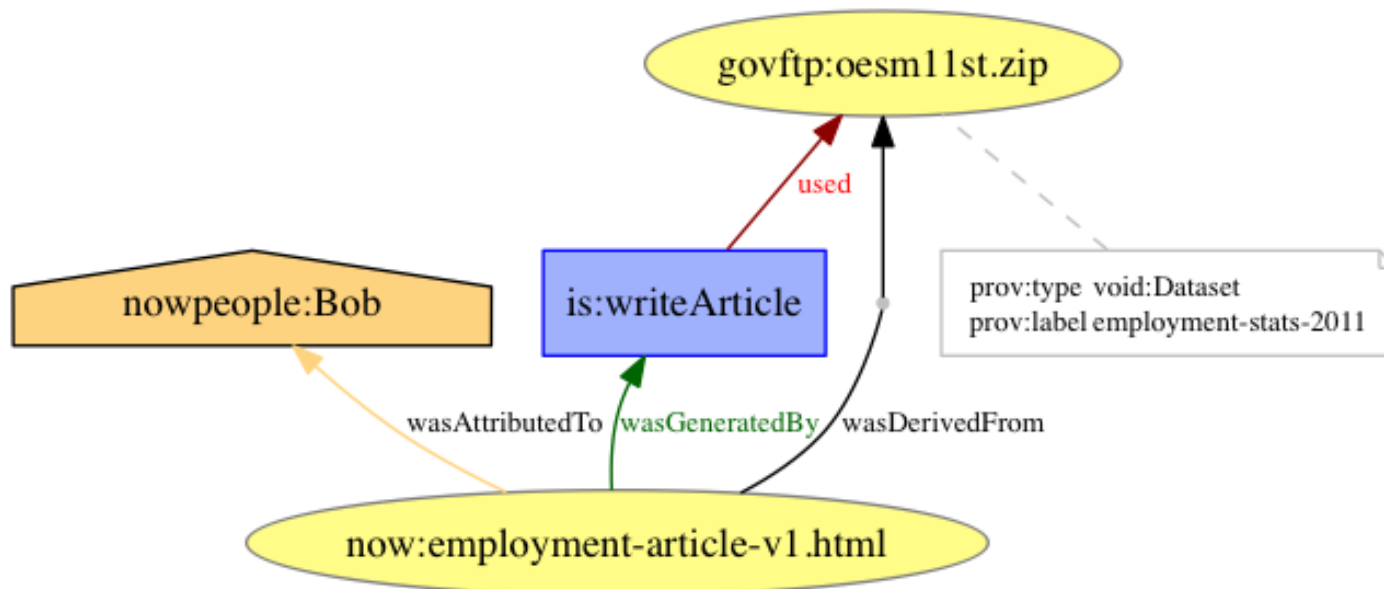 govftp:oesm11st.zip
used
nowpeople:Bob
is:writeArticle
prov:type void:Dataset
prov:label employment-stats-2011
wasAttributedTo
wasGeneratedBy
wasDerivedFrom
now:employment-article-v1.html